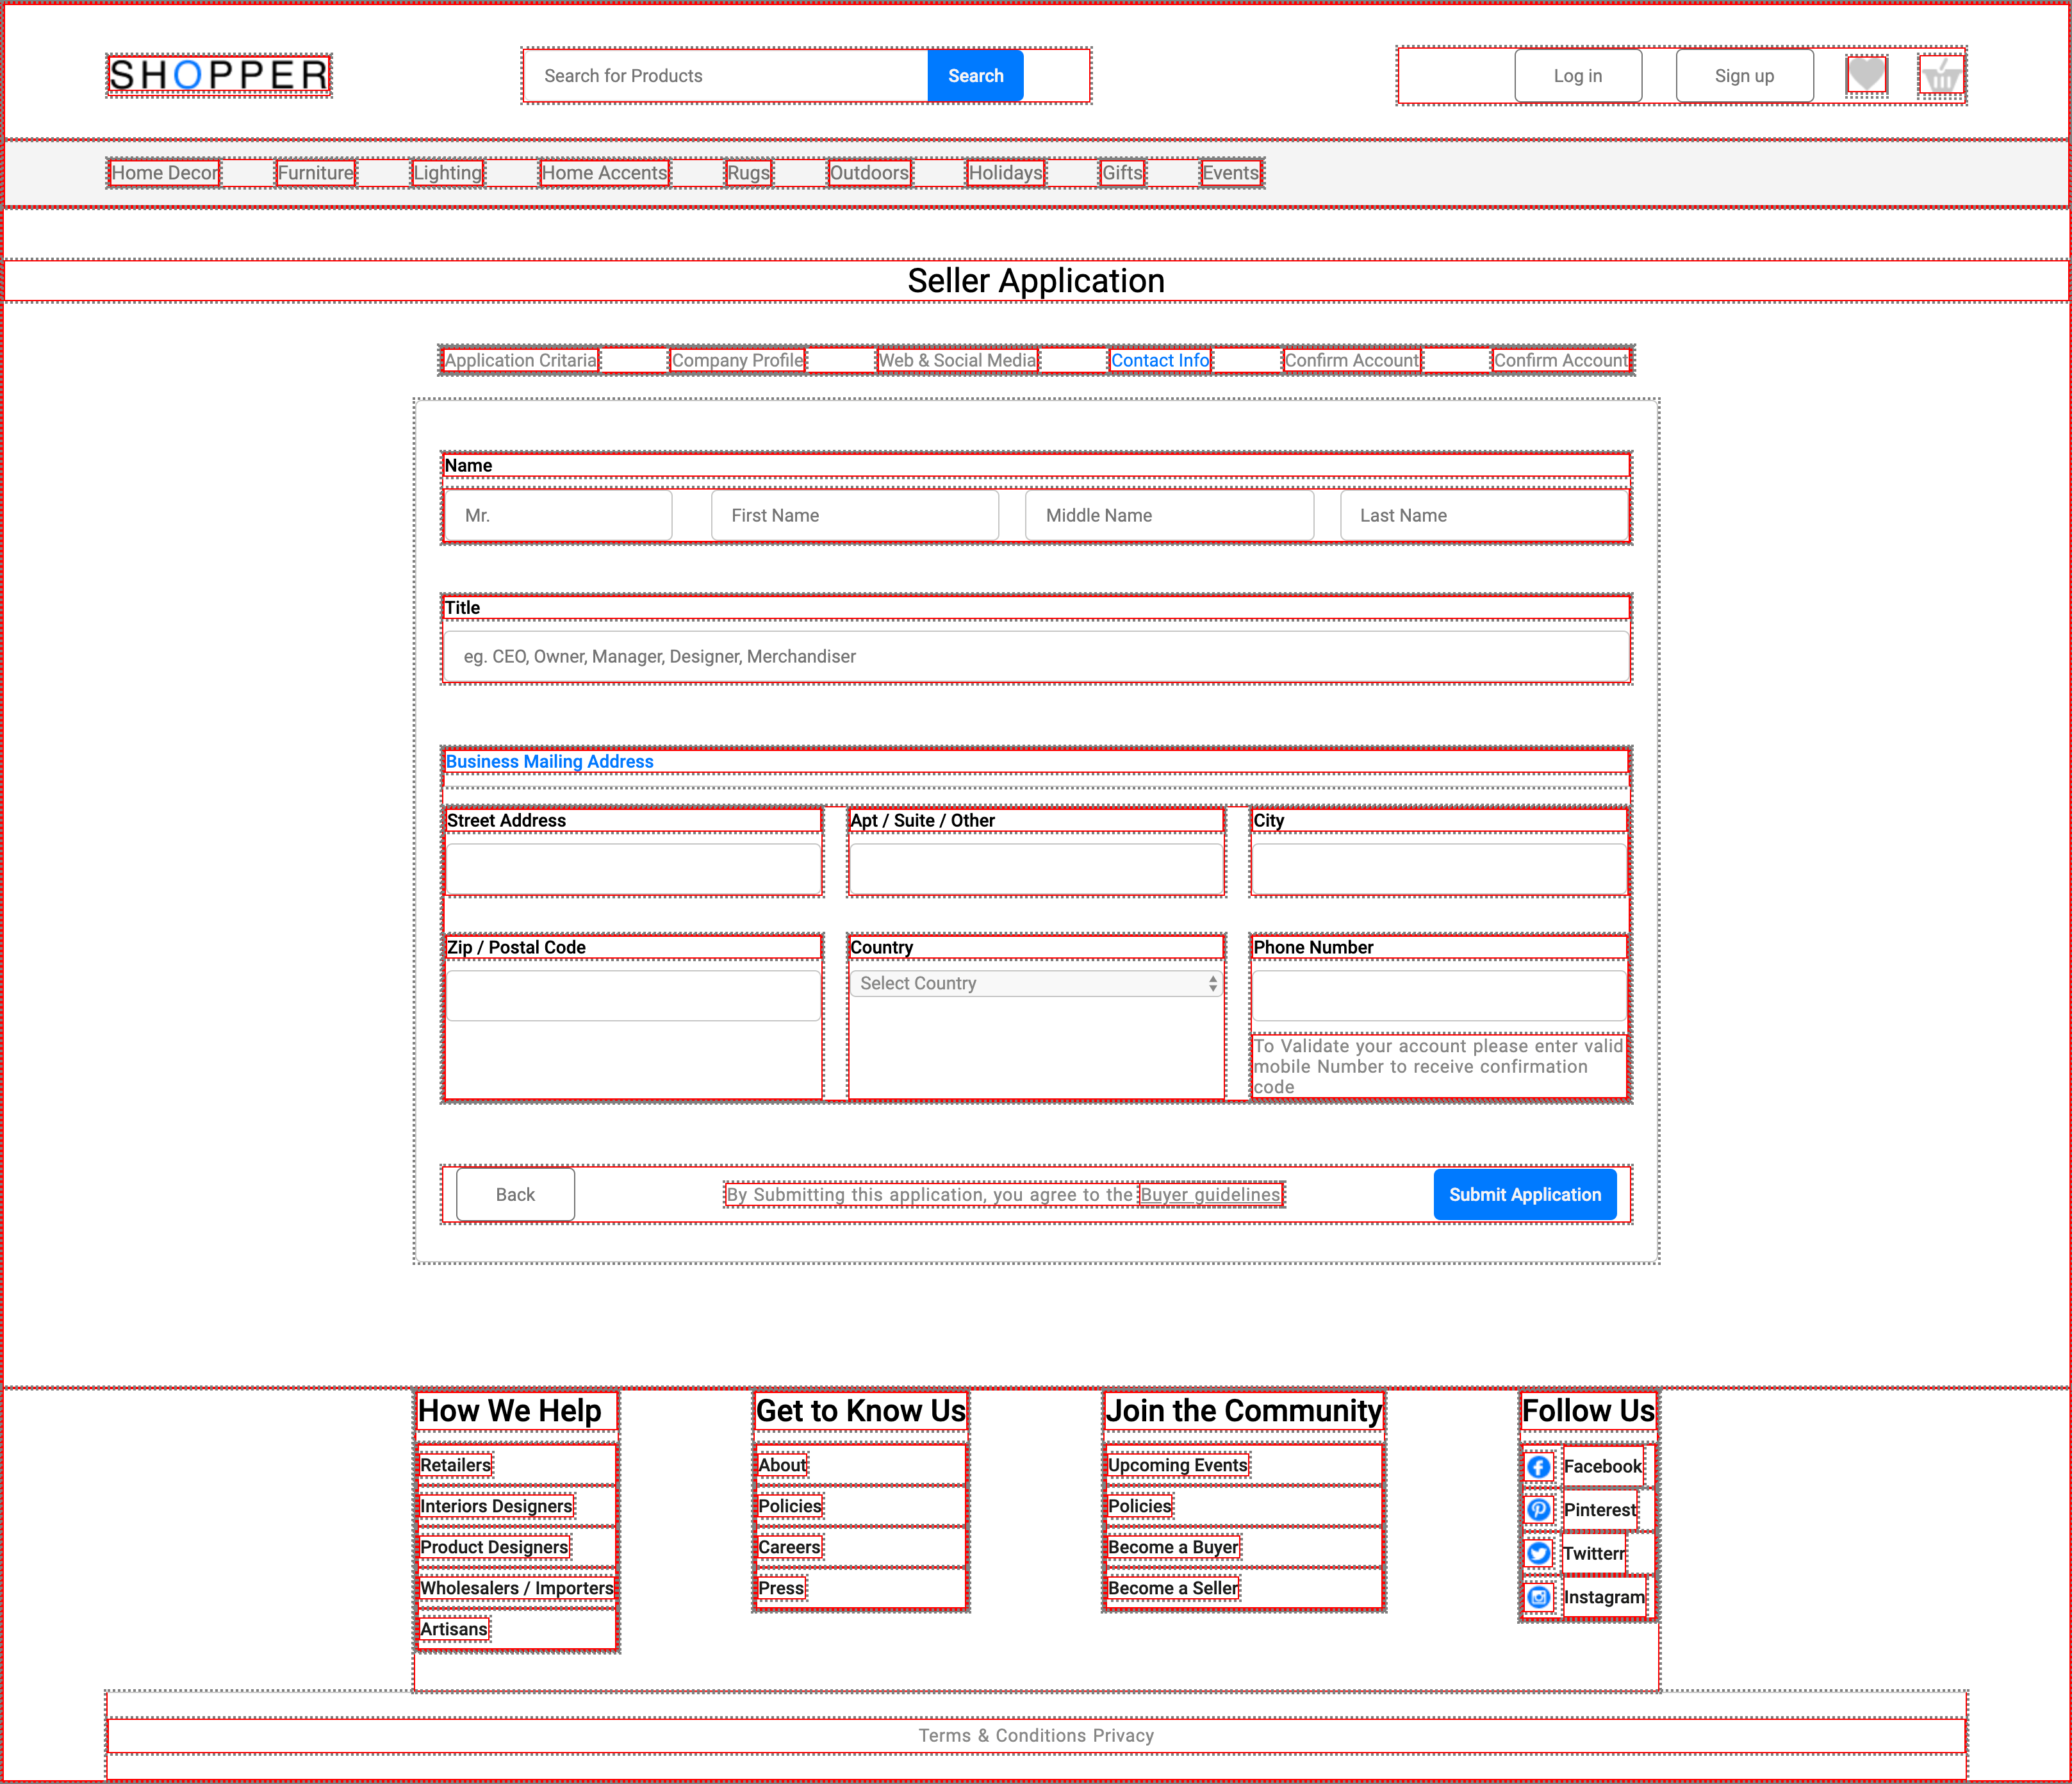 SHOPPER
Search for Products
Search
Log in
Sign up
Home Decor
Furniture
Lighting
Home Accents
Rugs
Outdoors
Holidays
Gifts
Events
Seller Application
Application Critaria
Company Profile
Web & Social Media
Contact Info
Confirm Account
Confirm Account
Name
Mr.
First Name
Middle Name
Last Name
Title
eg. CEO, Owner, Manager, Designer, Merchandiser
Business Mailing Address
Street Address
Apt / Suite / Other
City
Zip / Postal Code
Country
Phone Number
Select Country
To Validate your account please enter valid
mobile Number to receive confirmation
code
Back
By Submitting this application, you agree to the Buyer guidelines
Submit Application
How We Help
Retailers
Interiors Designers
Product Designers
Wholesalers / Importers
Artisans
Get to Know Us
About
Policies
Careers
Press
Join the Community
Upcoming Events
Policies
Become a Buyer
Become a Seller
Follow Us
Facebook
Pinterest
Twitterr
Instagram
Terms & Conditions Privacy